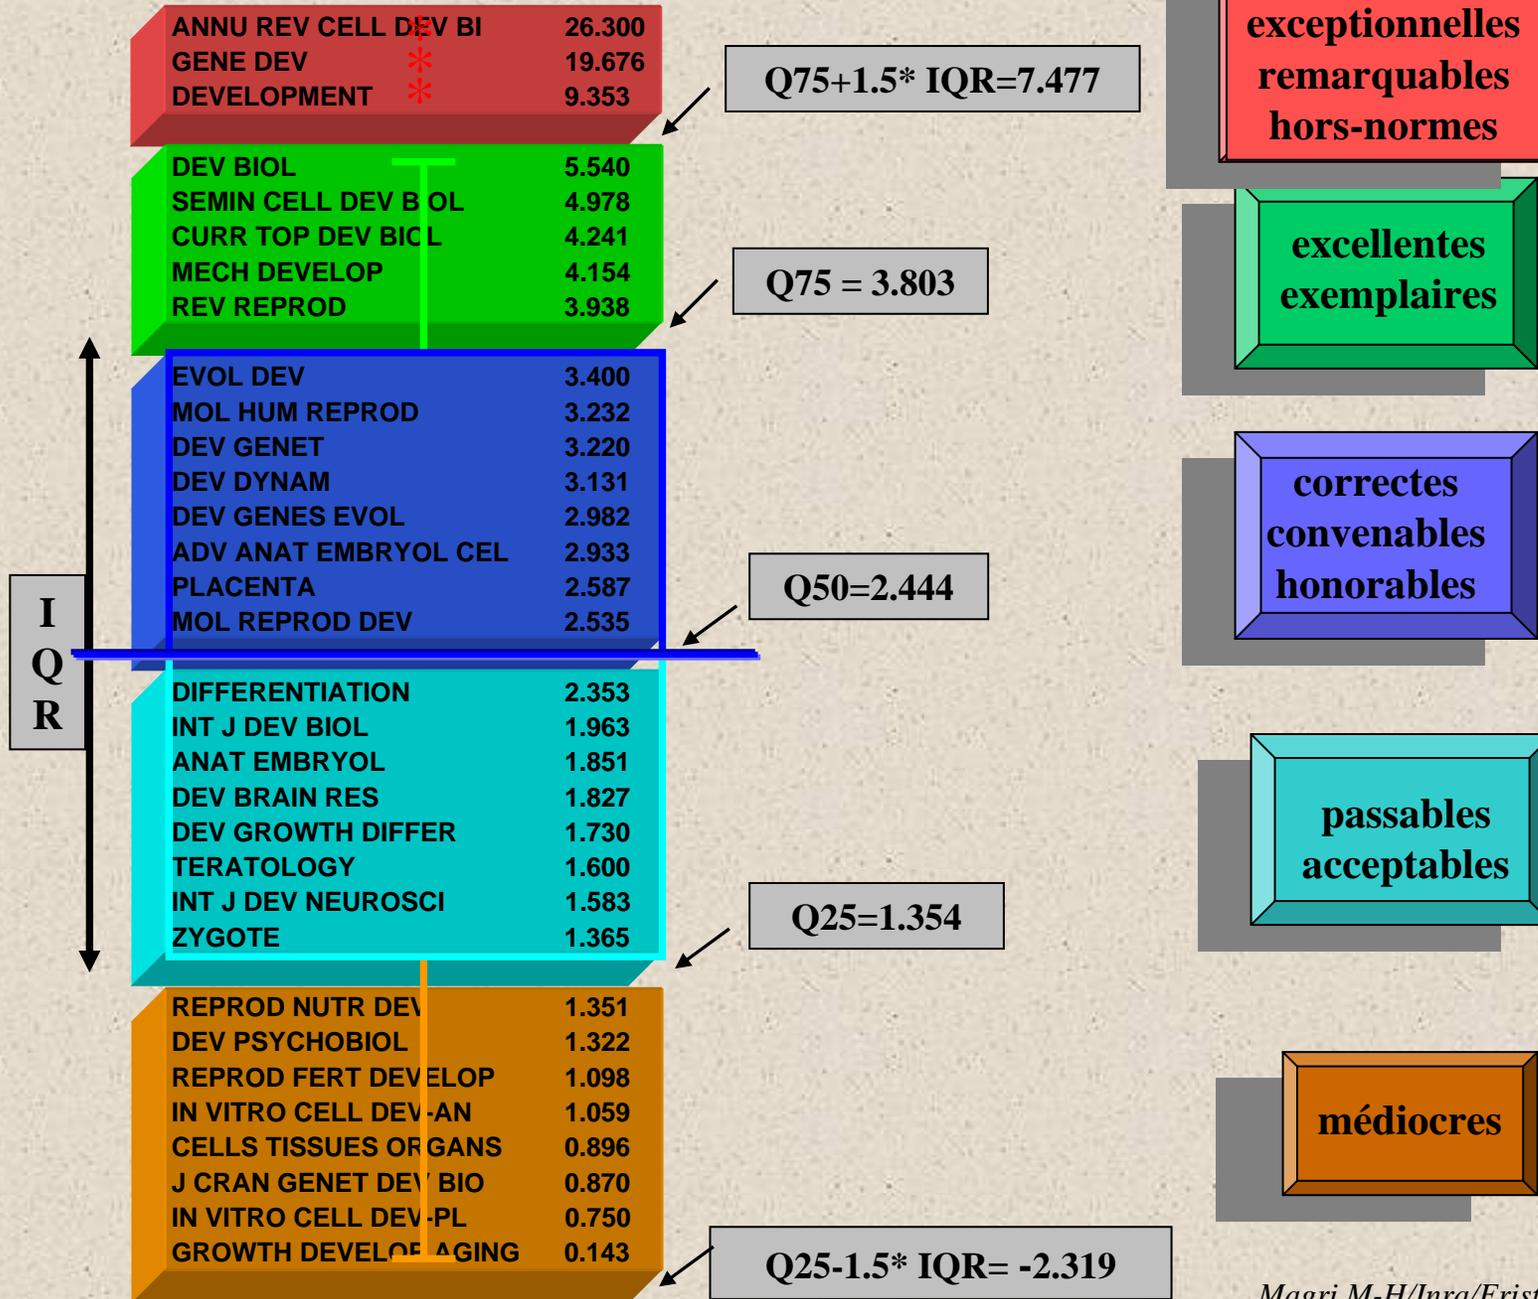 ANNU REV CELL DEV BI 26.300
GENE DEV 19.676
DEVELOPMENT 9.353
Q75+1.5* IQR=7.477
exceptionnelles
remarquables
hors-normes
DEV BIOL 5.540
SEMIN CELL DEV BIOL 4.978
CURR TOP DEV BIOL 4.241
MECH DEVELOP 4.154
REV REPROD 3.938
Q75 = 3.803
excellentes
exemplaires
EVOL DEV 3.400
MOL HUM REPROD 3.232
DEV GENET 3.220
DEV DYNAM 3.131
DEV GENES EVOL 2.982
ADV ANAT EMBRYOL CEL 2.933
PLACENTA 2.587
MOL REPROD DEV 2.535
Q50=2.444
correctes
convenables
honorables
I
Q
R
DIFFERENTIATION 2.353
INT J DEV BIOL 1.963
ANAT EMBRYOL 1.851
DEV BRAIN RES 1.827
DEV GROWTH DIFFER 1.730
TERATOLOGY 1.600
INT J DEV NEUROSCI 1.583
ZYGOTE 1.365
Q25=1.354
passables
acceptables
REPROD NUTR DEV 1.351
DEV PSYCHOBIOL 1.322
REPROD FERT DEVELOP 1.098
IN VITRO CELL DEV-AN 1.059
CELLS TISSUES ORGANS 0.896
J CRAN GENET DEV BIO 0.870
IN VITRO CELL DEV-PL 0.750
GROWTH DEVELOP AGING 0.143
Q25-1.5* IQR= -2.319
médiocres
Magri M-H/Inra/Eris